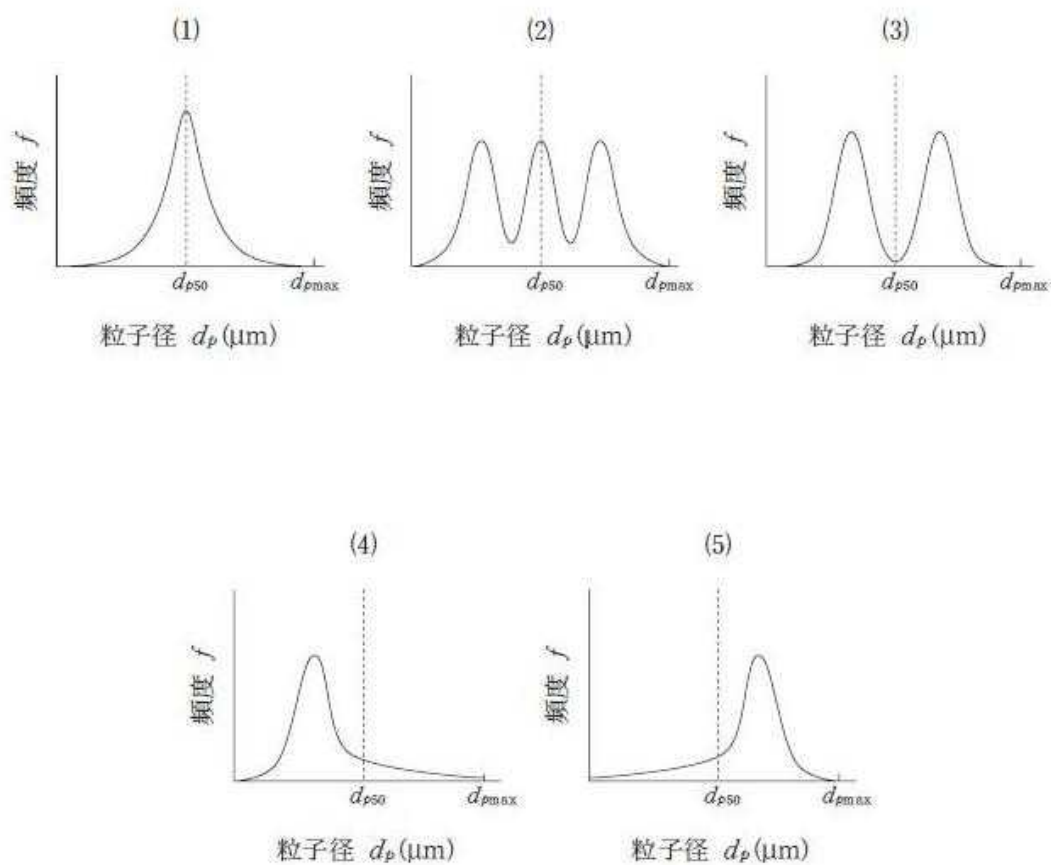 (1) (2) (3)
頻度 f 頻度 f 頻度 f
dp50 dpmax dp50 dpmax dp50 dpmax
粒子径 dp(μm) 粒子径 dp(μm) 粒子径 dp(μm)
(4) (5)
頻度 f 頻度 f
dp50 dpmax dp50 dpmax
粒子径 dp(μm) 粒子径 dp(μm)